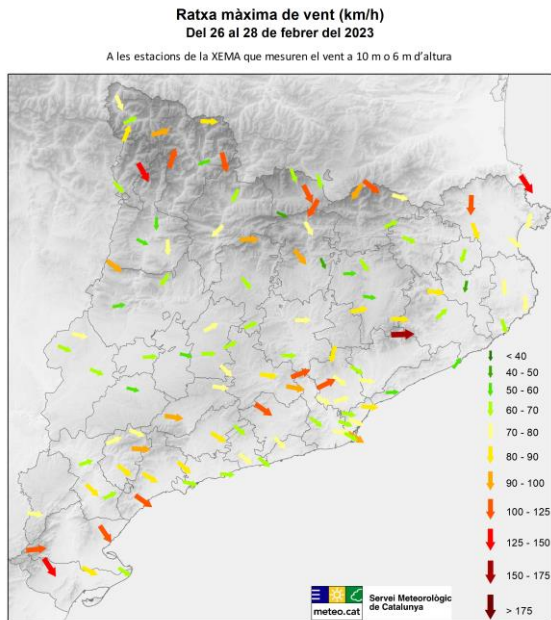 Ratxa màxima de vent (km/h)
Del 26 al 28 de febrer del 2023
A les estacions de la XEMA que mesuren el vent a 10 m o 6 m d'altura
< 40
40 - 50
50 - 60
60 - 70
70 - 80
80 - 90
90 - 100
100 - 125
125 - 150
150 - 175
> 175
meteo.cat
Servei Meteorològic
de Catalunya